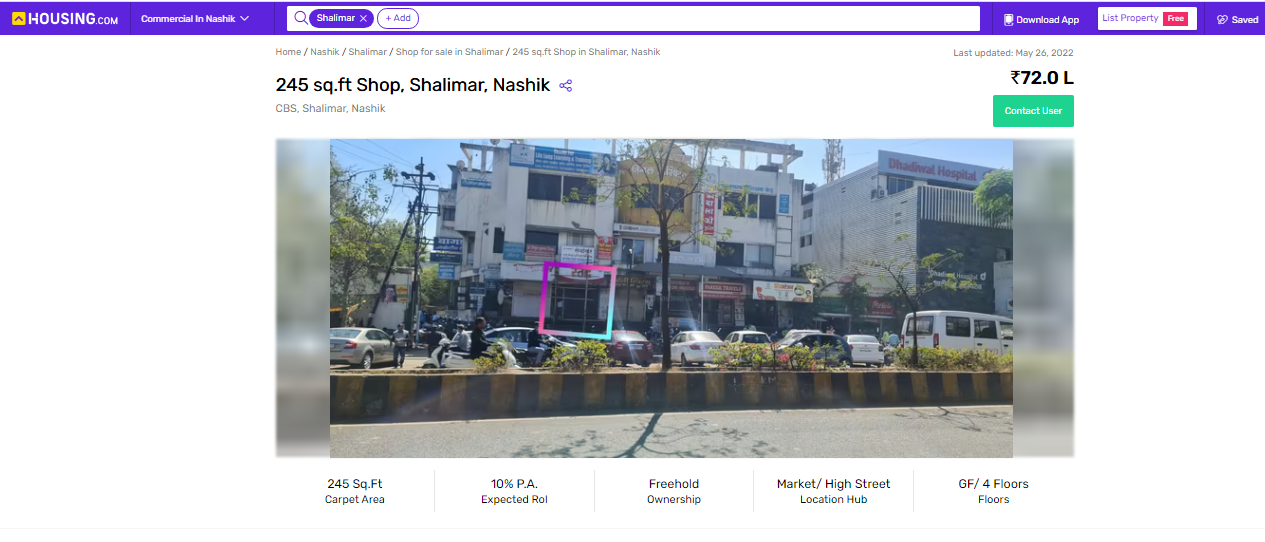 HOUSING.COM
Commercial In Nashik
Shalimar
+ Add
Download App
List Property Free
Saved
Home / Nashik / Shalimar / Shop for sale in Shalimar / 245 sq.ft Shop in Shalimar, Nashik
Last updated: May 26, 2022
245 sq.ft Shop, Shalimar, Nashik
₹72.0 L
CBS, Shalimar, Nashik
Contact User
Dhadiwal Hospital
Dhadiwal Hospital
245 Sq.Ft
Carpet Area
10% P.A.
Expected RoI
Freehold
Ownership
Market/ High Street
Location Hub
GF/ 4 Floors
Floors